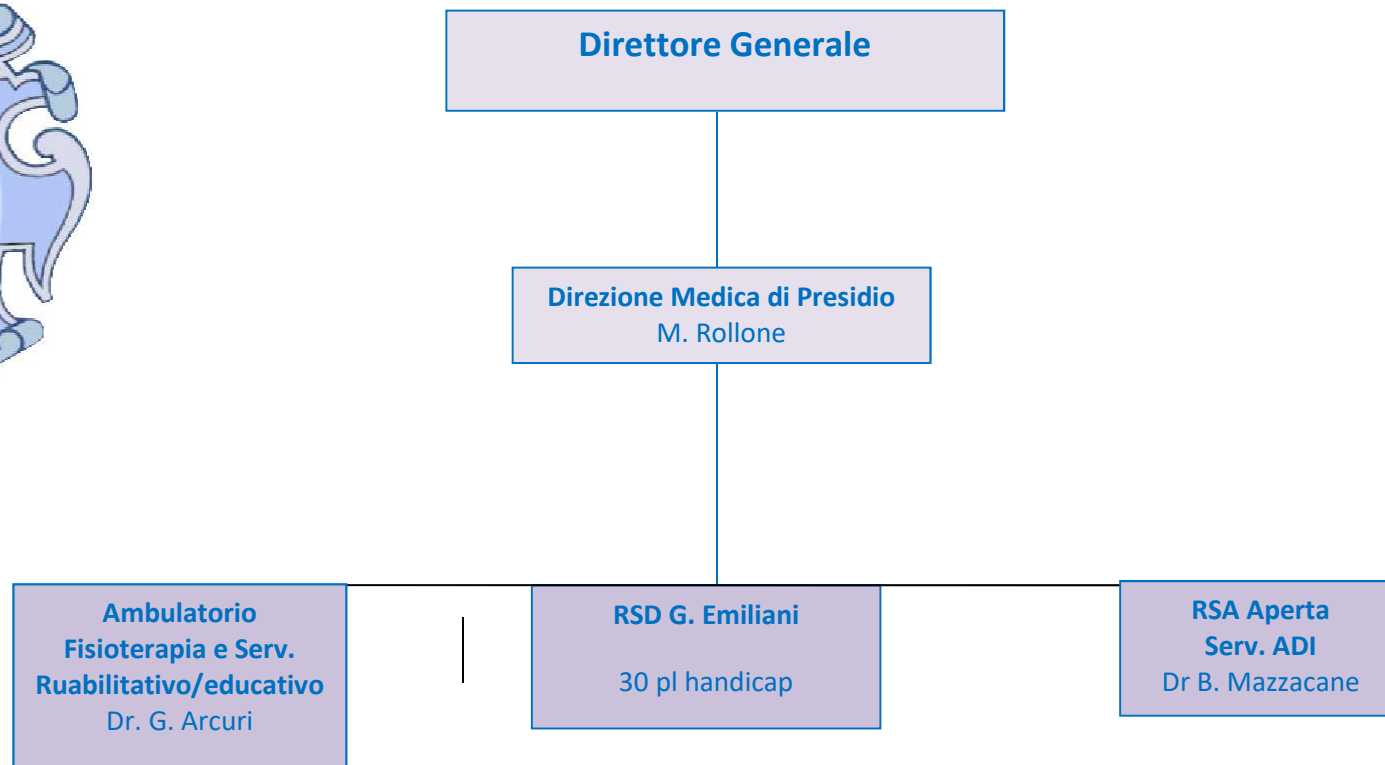 Direttore Generale
Direzione Medica di Presidio
M. Rollone
Ambulatorio
Fisioterapia e Serv.
Ruabilitativo/educativo
Dr. G. Arcuri
RSD G. Emiliani
30 pl handicap
RSA Aperta
Serv. ADI
Dr B. Mazzacane